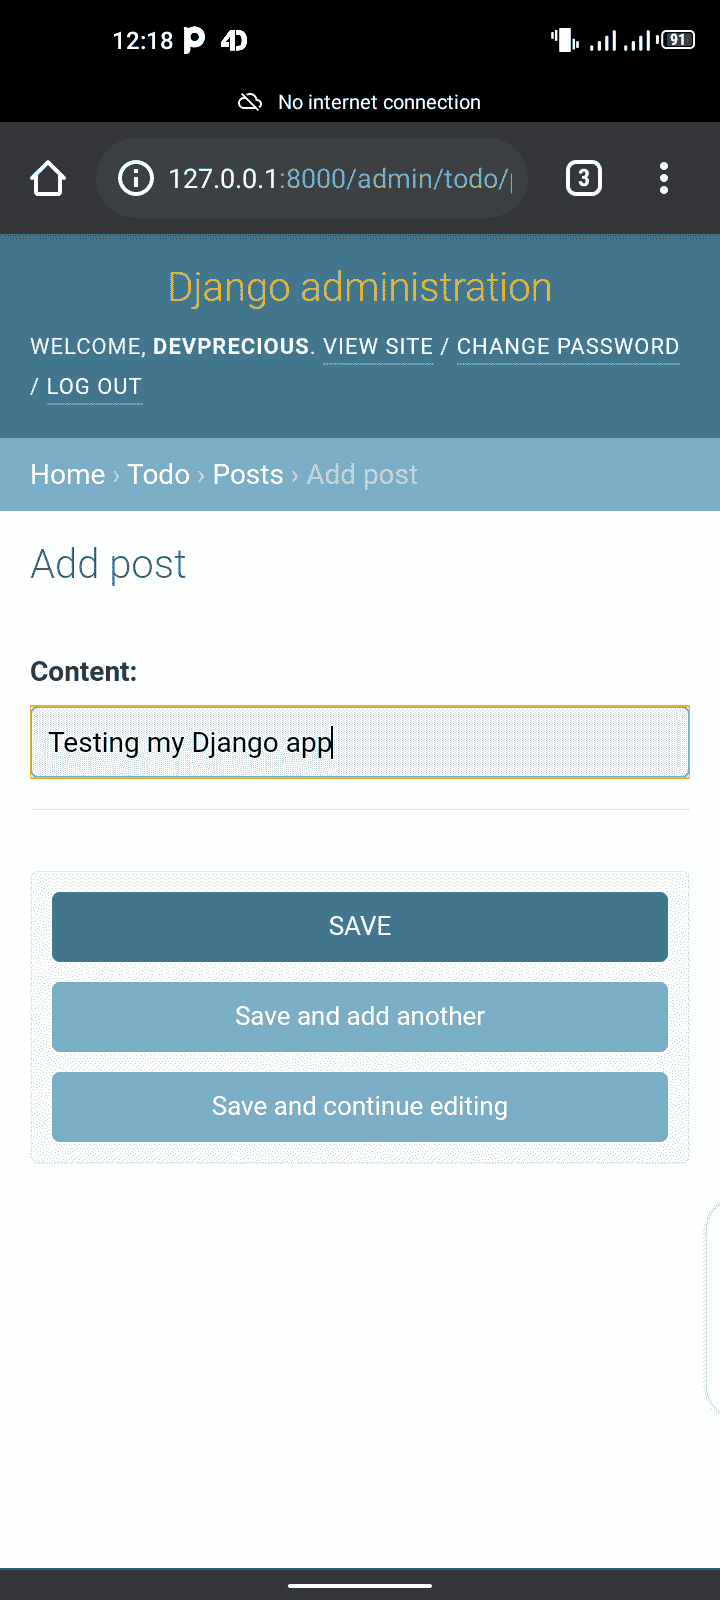 12:18 P 4D 91
No internet connection
127.0.0.1:8000/admin/todo/ 3
Django administration
WELCOME, DEVPRECIOUS. VIEW SITE / CHANGE PASSWORD
/ LOG OUT
Home › Todo › Posts › Add post
Add post
Content:
Testing my Django app
SAVE
Save and add another
Save and continue editing